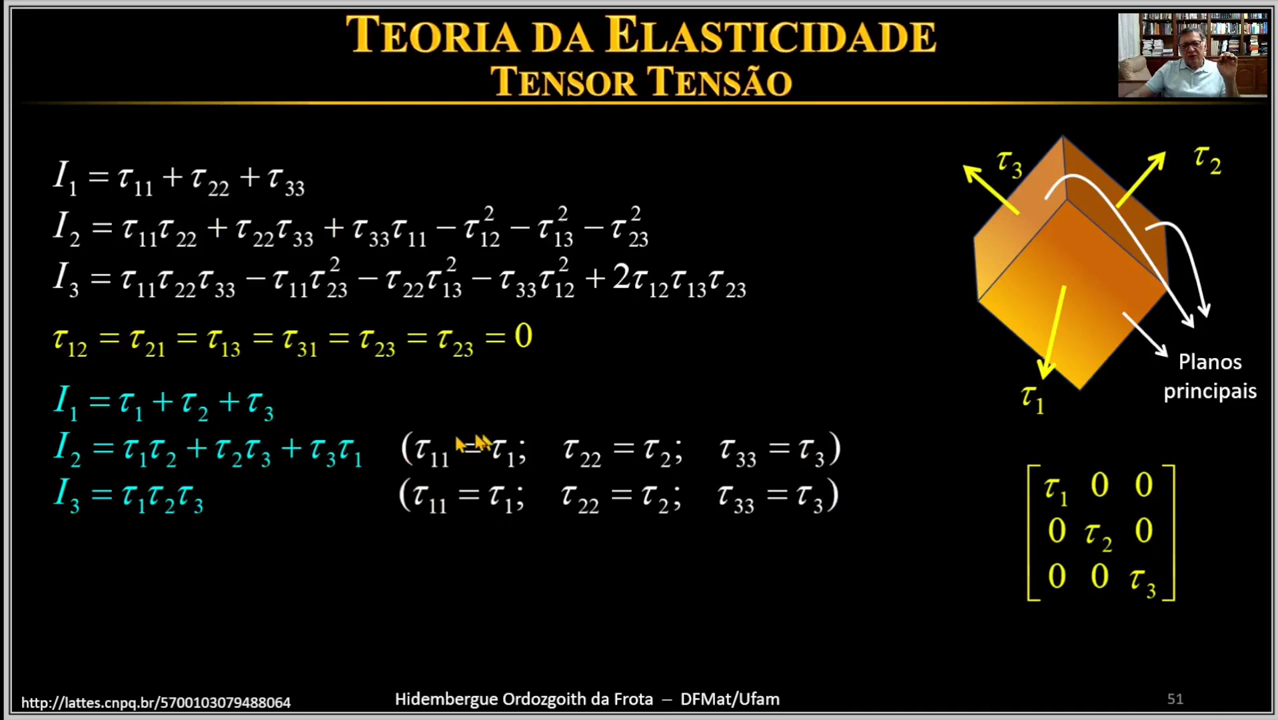 TEORIA DA ELASTICIDADE
TENSOR TENSÃO
I₁ = τ₁₁ + τ₂₂ + τ₃₃
I₂ = τ₁₁τ₂₂ + τ₂₂τ₃₃ + τ₃₃τ₁₁ − τ₁₂² − τ₁₃² − τ₂₃²
I₃ = τ₁₁τ₂₂τ₃₃ − τ₁₁τ₂₃² − τ₂₂τ₁₃² − τ₃₃τ₁₂² + 2τ₁₂τ₁₃τ₂₃
τ₁₂ = τ₂₁ = τ₁₃ = τ₃₁ = τ₂₃ = τ₂₃ = 0
I₁ = τ₁ + τ₂ + τ₃
I₂ = τ₁τ₂ + τ₂τ₃ + τ₃τ₁ (τ₁₁ = τ₁; τ₂₂ = τ₂; τ₃₃ = τ₃)
I₃ = τ₁τ₂τ₃ (τ₁₁ = τ₁; τ₂₂ = τ₂; τ₃₃ = τ₃)
τ₃
τ₂
τ₁
Planos
principais
τ₁ 0 0
0 τ₂ 0
0 0 τ₃
http://lattes.cnpq.br/5700103079488064
Hidembergue Ordozgoith da Frota – DFMat/Ufam
51